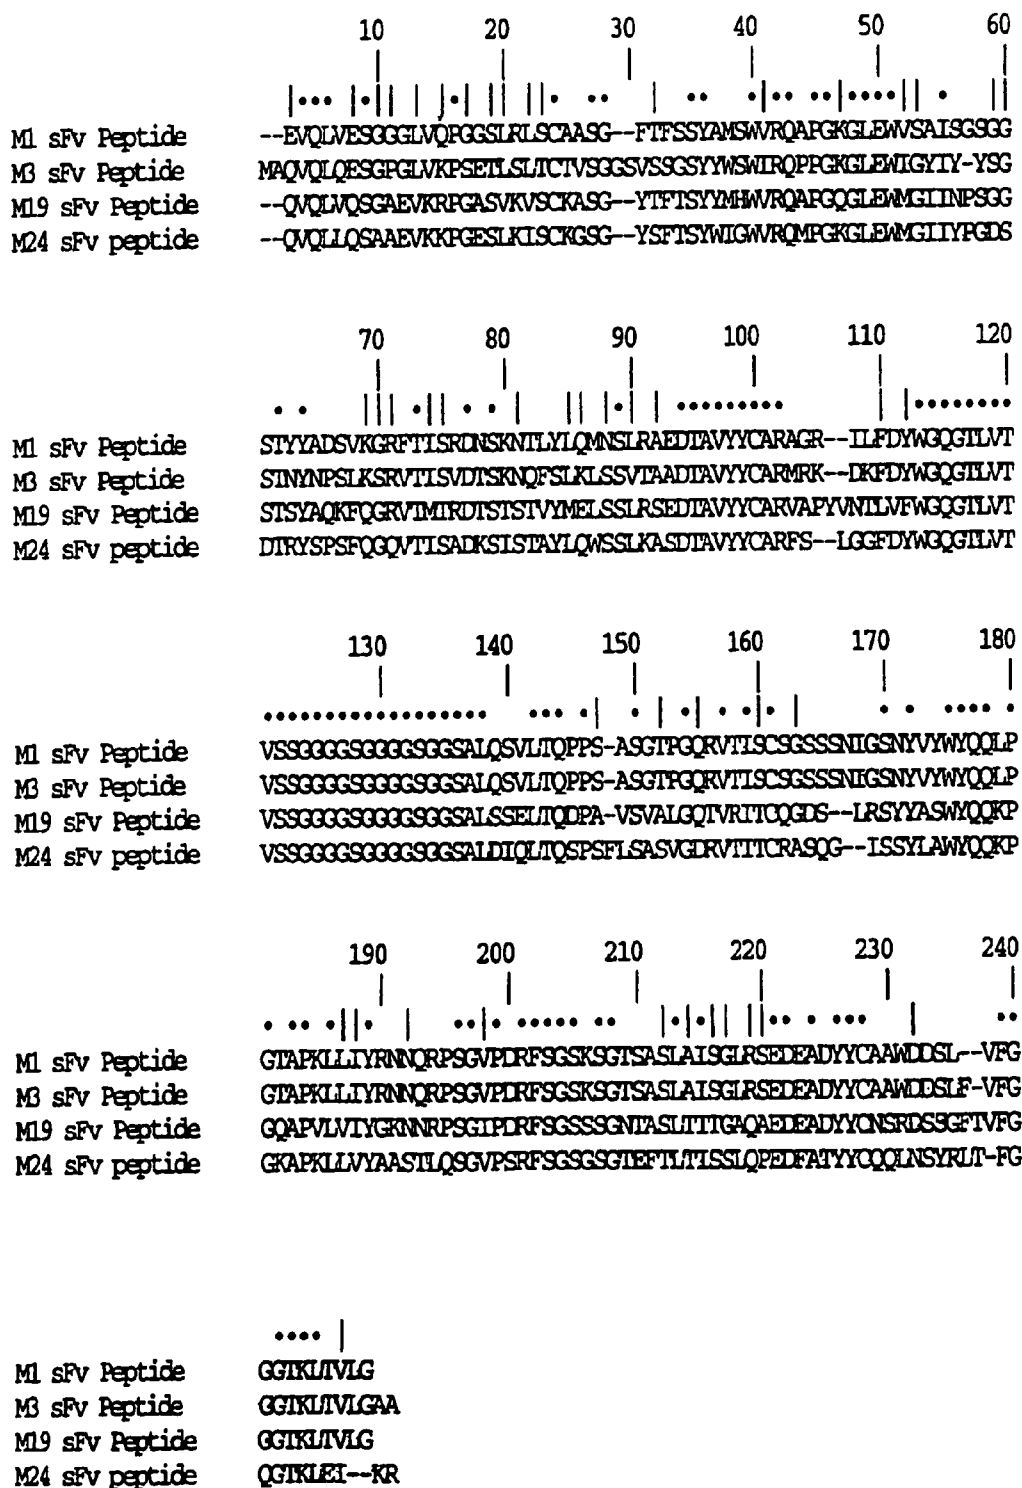 10 20 30 40 50 60
M1 sFv Peptide --EVQLVESGGGLVQPGGSLRLSCAASG--FTFSSYAMSWVRQAPGKGLEWVSAISGSGG
M3 sFv Peptide MAQVQLQESGPGLVKPSETLSLTCTVSGGSVSSGSYYWSWIRQPPGKGLEWIGYIY-YSG
M19 sFv Peptide --QVQLVQSGAEVKRPGASVKVSCKASG--YTFTSYYMHWVRQAPGQGLEWMGIINPSGG
M24 sFv peptide --QVQLLQSAAEVKKPGESLKISCKGSG--YSFTSYWIGWVRQMPGKGLEWMGIIYPGDS
70 80 90 100 110 120
M1 sFv Peptide STYYADSVKGRFTISRDNSKNTLYLQMNSLRAEDTAVYYCARAGR--ILFDYWGQGTLVT
M3 sFv Peptide STNYNPSLKSRVTISVDTSKNQFSLKLSSVTAADTAVYYCARMRK--DKFDYWGQGTLVT
M19 sFv Peptide STSYAQKFQGRVTMTRDTSTSTVYMELSSLRSEDTAVYYCARVAPYVNTLVFWGQGTLVT
M24 sFv peptide DTRYSPSFQGQVTISADKSISTAYLQWSSLKASDTAVYYCARFS--LGGFDYWGQGTLVT
130 140 150 160 170 180
M1 sFv Peptide VSSGGGGSGGGGSGGSALQSVLTQPPS-ASGTPGQRVTISCSGSSSNIGSNYVYWYQQLP
M3 sFv Peptide VSSGGGGSGGGGSGGSALQSVLTQPPS-ASGTPGQRVTISCSGSSSNIGSNYVYWYQQLP
M19 sFv Peptide VSSGGGGSGGGGSGGSALSSELTQDPA-VSVALGQTVRITCQGDS--LRSYYASWYQQKP
M24 sFv peptide VSSGGGGSGGGGSGGSALDIQLTQSPSFLSASVGDRVTITCRASQG--ISSYLAWYQQKP
190 200 210 220 230 240
M1 sFv Peptide GTAPKLLIYRNNQRPSGVPDRFSGSKSGTSASLAISGLRSEDEADYYCAAWDDSL--VFG
M3 sFv Peptide GTAPKLLIYRNNQRPSGVPDRFSGSKSGTSASLAISGLRSEDEADYYCAAWDDSLF-VFG
M19 sFv Peptide GQAPVLVIYGKNNRPSGIPDRFSGSSSGNTASLTITGAQAEDEADYYCNSRDSSGFTVFG
M24 sFv peptide GKAPKLLVYAASTLQSGVPSRFSGSGSGTEFTLTISSLQPEDFATYYCQQLNSYRLT-FG
M1 sFv Peptide GGTKLTVLG
M3 sFv Peptide GGTKLTVLGAA
M19 sFv Peptide GGTKLTVLG
M24 sFv peptide QGTKLEI--KR